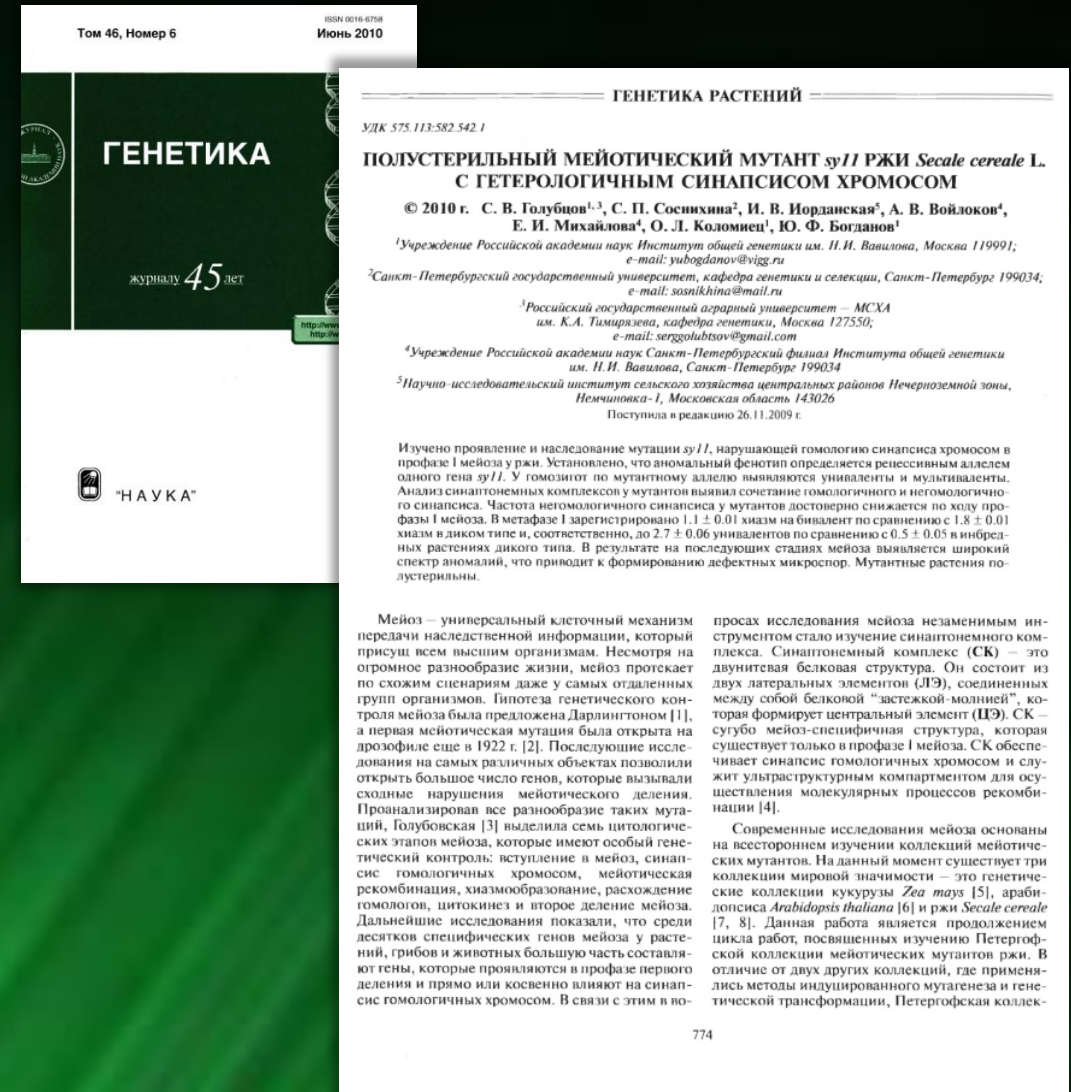 ISSN 0016-6758
Том 46, Номер 6
Июнь 2010
ГЕНЕТИКА
журналу 45 лет
http://www
http://w
"НАУКА"
ГЕНЕТИКА РАСТЕНИЙ
УДК 575.113:582.542.1
ПОЛУСТЕРИЛЬНЫЙ МЕЙОТИЧЕСКИЙ МУТАНТ sy11 РЖИ Secale cereale L.
С ГЕТЕРОЛОГИЧНЫМ СИНАПСИСОМ ХРОМОСОМ
© 2010 г. С. В. Голубцов1, 3, С. П. Соснихина2, И. В. Иорданская5, А. В. Войлоков4,
Е. И. Михайлова4, О. Л. Коломиец1, Ю. Ф. Богданов1
1Учреждение Российской академии наук Институт общей генетики им. Н.И. Вавилова, Москва 119991;
e-mail: yubogdanov@vigg.ru
2Санкт-Петербургский государственный университет, кафедра генетики и селекции, Санкт-Петербург 199034;
e-mail: sosnikhina@mail.ru
3Российский государственный аграрный университет – МСХА
им. К.А. Тимирязева, кафедра генетики, Москва 127550;
e-mail: serggolubtsov@gmail.com
4Учреждение Российской академии наук Санкт-Петербургский филиал Института общей генетики
им. Н.И. Вавилова, Санкт-Петербург 199034
5Научно-исследовательский институт сельского хозяйства центральных районов Нечерноземной зоны,
Немчиновка-1, Московская область 143026
Поступила в редакцию 26.11.2009 г.
Изучено проявление и наследование мутации sy11, нарушающей гомологию синапсиса хромосом в
профазе I мейоза у ржи. Установлено, что аномальный фенотип определяется рецессивным аллелем
одного гена sy11. У гомозигот по мутантному аллелю выявляются униваленты и мультиваленты.
Анализ синаптонемных комплексов у мутантов выявил сочетание гомологичного и негомологично-
го синапсиса. Частота негомологичного синапсиса у мутантов достоверно снижается по ходу про-
фазы I мейоза. В метафазе I зарегистрировано 1.1 ± 0.01 хиазм на бивалент по сравнению с 1.8 ± 0.01
хиазм в диком типе и, соответственно, до 2.7 ± 0.06 унивалентов по сравнению с 0.5 ± 0.05 в инбред-
ных растениях дикого типа. В результате на последующих стадиях мейоза выявляется широкий
спектр аномалий, что приводит к формированию дефектных микроспор. Мутантные растения по-
лустерильны.
Мейоз – универсальный клеточный механизм
передачи наследственной информации, который
присущ всем высшим организмам. Несмотря на
огромное разнообразие жизни, мейоз протекает
по схожим сценариям даже у самых отдаленных
групп организмов. Гипотеза генетического кон-
троля мейоза была предложена Дарлингтоном [1],
а первая мейотическая мутация была открыта на
дрозофиле еще в 1922 г. [2]. Последующие иссле-
дования на самых различных объектах позволили
открыть большое число генов, которые вызывали
сходные нарушения мейотического деления.
Проанализировав все разнообразие таких мута-
ций, Голубовская [3] выделила семь цитологиче-
ских этапов мейоза, которые имеют особый гене-
тический контроль: вступление в мейоз, синап-
сис гомологичных хромосом, мейотическая
рекомбинация, хиазмообразование, расхождение
гомологов, цитокинез и второе деление мейоза.
Дальнейшие исследования показали, что среди
десятков специфических генов мейоза у расте-
ний, грибов и животных большую часть составля-
ют гены, которые проявляются в профазе первого
деления и прямо или косвенно влияют на синап-
сис гомологичных хромосом. В связи с этим в во-
просах исследования мейоза незаменимым ин-
струментом стало изучение синаптонемного ком-
плекса. Синаптонемный комплекс (СК) – это
двунитевая белковая структура. Он состоит из
двух латеральных элементов (ЛЭ), соединенных
между собой белковой “застежкой-молнией”, ко-
торая формирует центральный элемент (ЦЭ). СК –
сугубо мейоз-специфичная структура, которая
существует только в профазе I мейоза. СК обеспе-
чивает синапсис гомологичных хромосом и слу-
жит ультраструктурным компартментом для осу-
ществления молекулярных процессов рекомби-
нации [4].
Современные исследования мейоза основаны
на всестороннем изучении коллекций мейотиче-
ских мутантов. На данный момент существует три
коллекции мировой значимости – это генетиче-
ские коллекции кукурузы Zea mays [5], араби-
допсиса Arabidopsis thaliana [6] и ржи Secale cereale
[7, 8]. Данная работа является продолжением
цикла работ, посвященных изучению Петергоф-
ской коллекции мейотических мутантов ржи. В
отличие от двух других коллекций, где применя-
лись методы индуцированного мутагенеза и гене-
тической трансформации, Петергофская коллек-
774